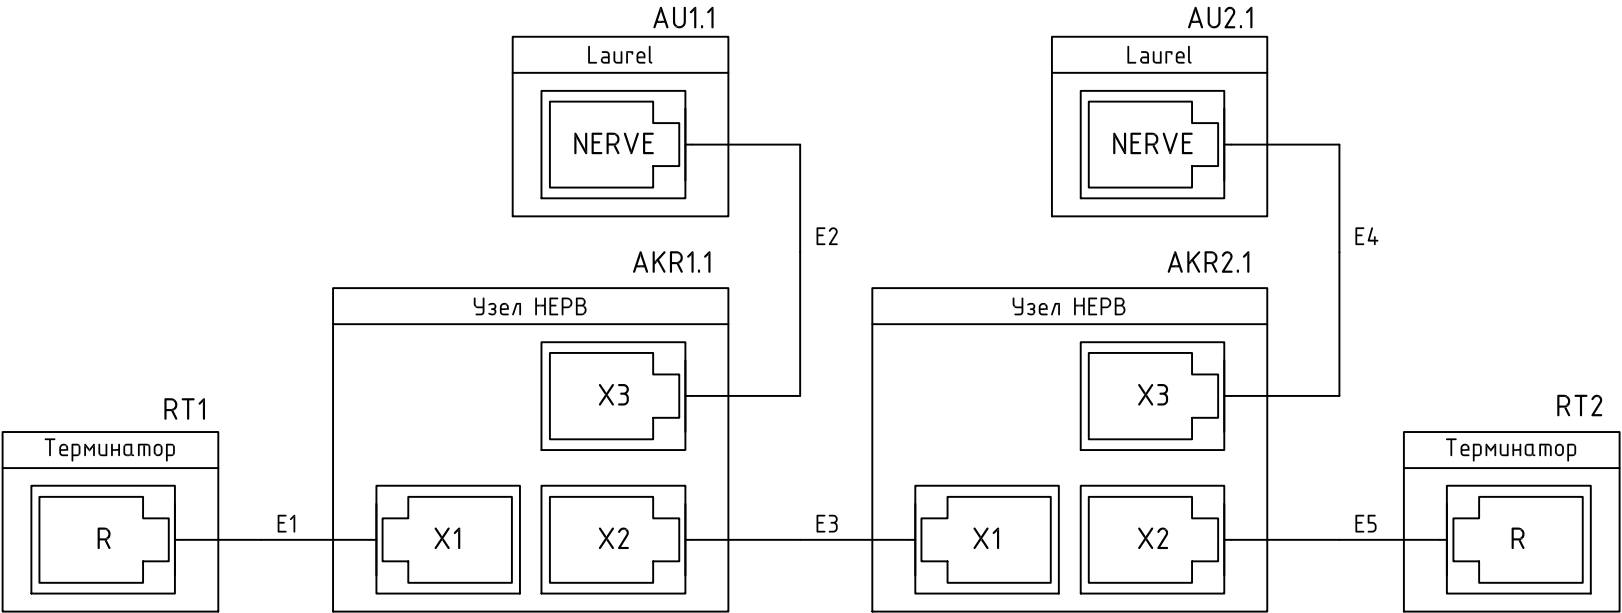 AU1.1
AU2.1
Laurel
Laurel
NERVE
NERVE
E2
E4
AKR1.1
AKR2.1
Узел НЕРВ
Узел НЕРВ
X3
X3
RT1
RT2
Терминатор
Терминатор
R
E1
X1
X2
E3
X1
X2
E5
R